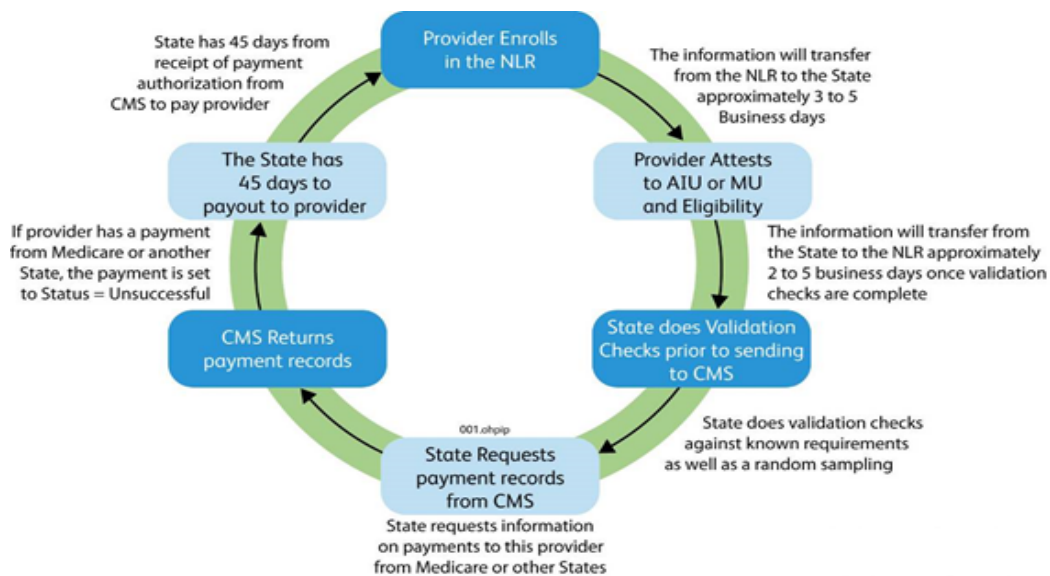 Provider Enrolls
in the NLR
The information will transfer
from the NLR to the State
approximately 3 to 5
Business days
Provider Attests
to AIU or MU
and Eligibility
The information will transfer from
the State to the NLR approximately
2 to 5 business days once validation
checks are complete
State does Validation
Checks prior to sending
to CMS
State does validation checks
against known requirements
as well as a random sampling
001.ohpip
State Requests
payment records
from CMS
State requests information
on payments to this provider
from Medicare or other States
CMS Returns
payment records
If provider has a payment
from Medicare or another
State, the payment is set
to Status = Unsuccessful
The State has
45 days to
payout to provider
State has 45 days from
receipt of payment
authorization from
CMS to pay provider